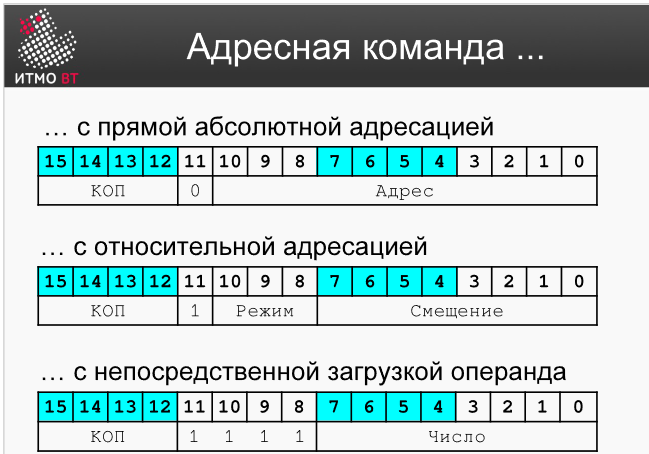 ИТМО ВТ
Адресная команда ...
... с прямой абсолютной адресацией
15 14 13 12 11 10 9 8 7 6 5 4 3 2 1 0
КОП 0 Адрес
... с относительной адресацией
15 14 13 12 11 10 9 8 7 6 5 4 3 2 1 0
КОП 1 Режим Смещение
... с непосредственной загрузкой операнда
15 14 13 12 11 10 9 8 7 6 5 4 3 2 1 0
КОП 1 1 1 1 Число